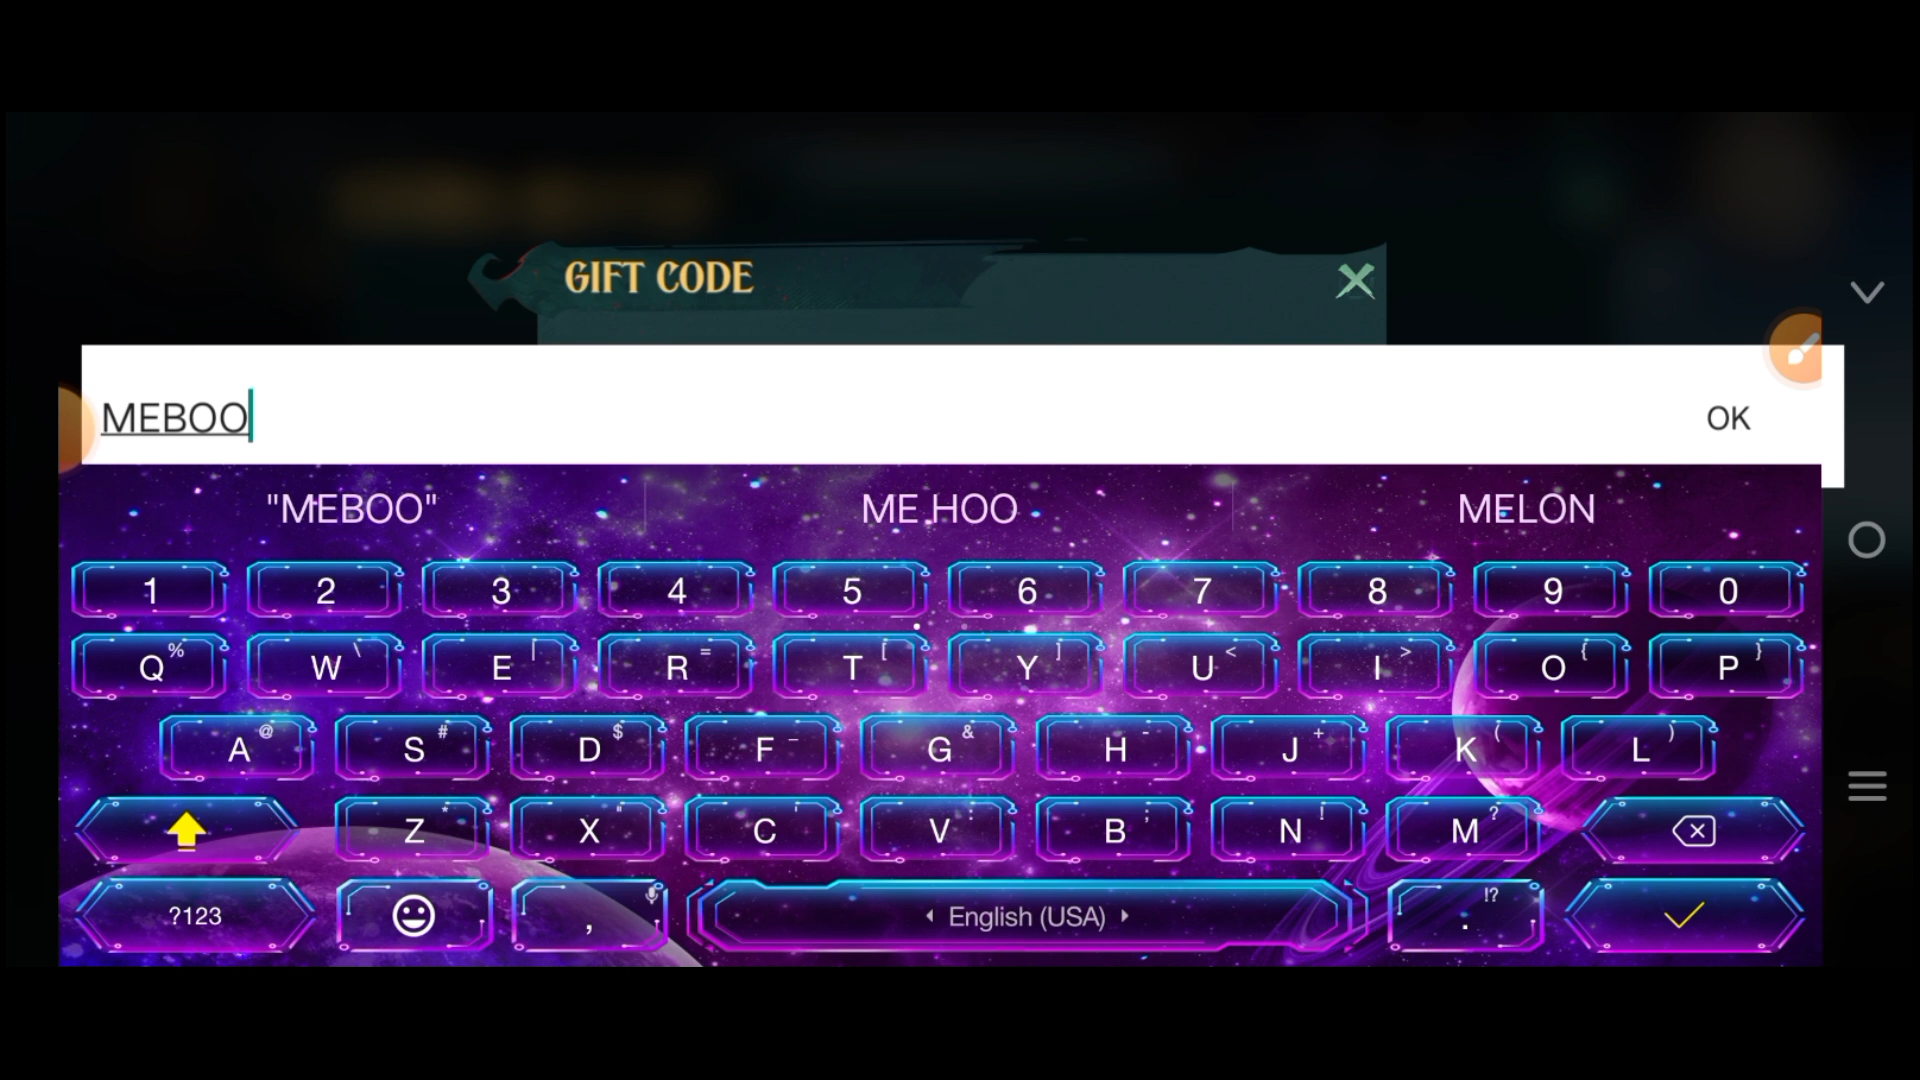 GIFT CODE
MEBOO
OK
"MEBOO" ME HOO MELON
1 2 3 4 5 6 7 8 9 0
Q % W \ E | R = T [ Y ] U < I > O { P }
A @ S # D $ F _ G & H - J + K ( L )
Z * X " C ' V : B ; N ! M ?
?123 , English (USA) . !?